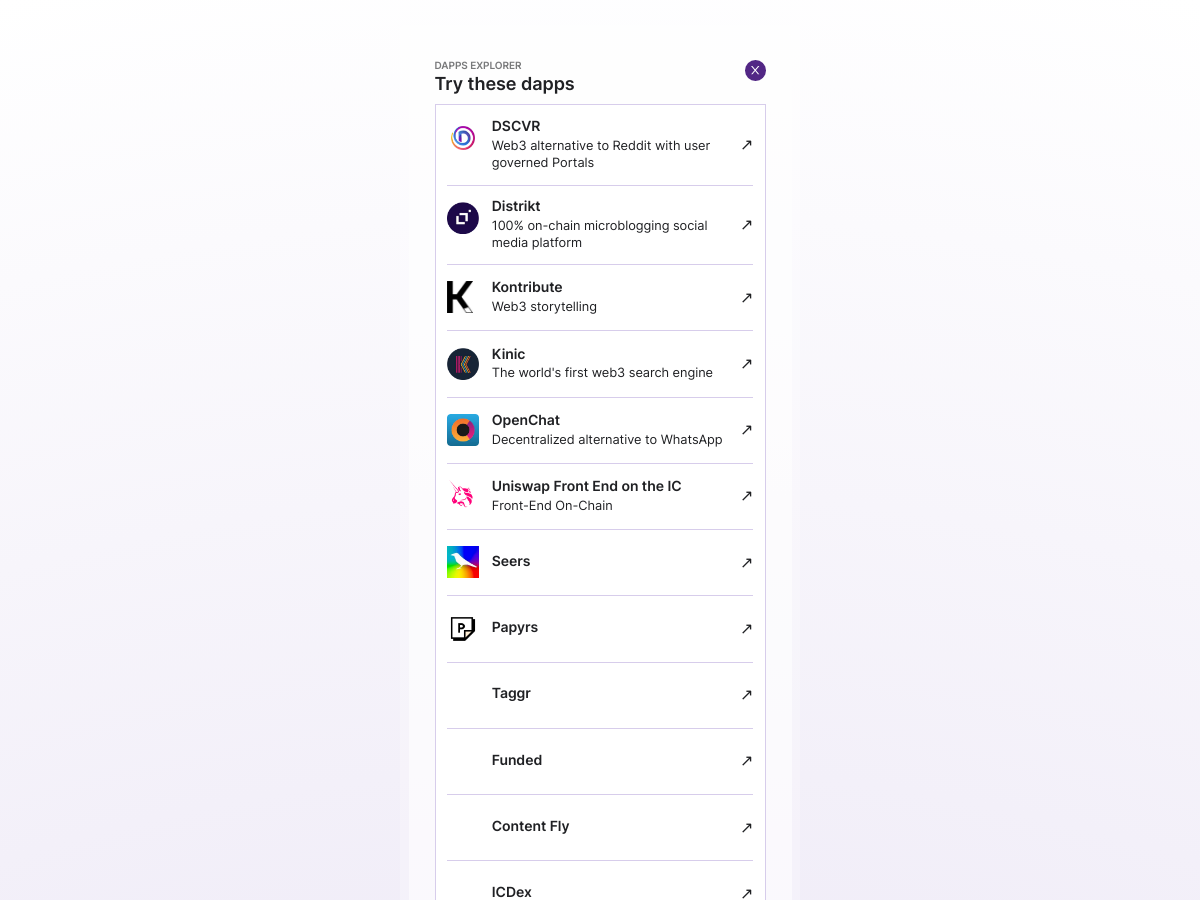 DAPPS EXPLORER
Try these dapps
X
DSCVR
Web3 alternative to Reddit with user
governed Portals
Distrikt
100% on-chain microblogging social
media platform
Kontribute
Web3 storytelling
Kinic
The world's first web3 search engine
OpenChat
Decentralized alternative to WhatsApp
Uniswap Front End on the IC
Front-End On-Chain
Seers
Papyrs
Taggr
Funded
Content Fly
ICDex